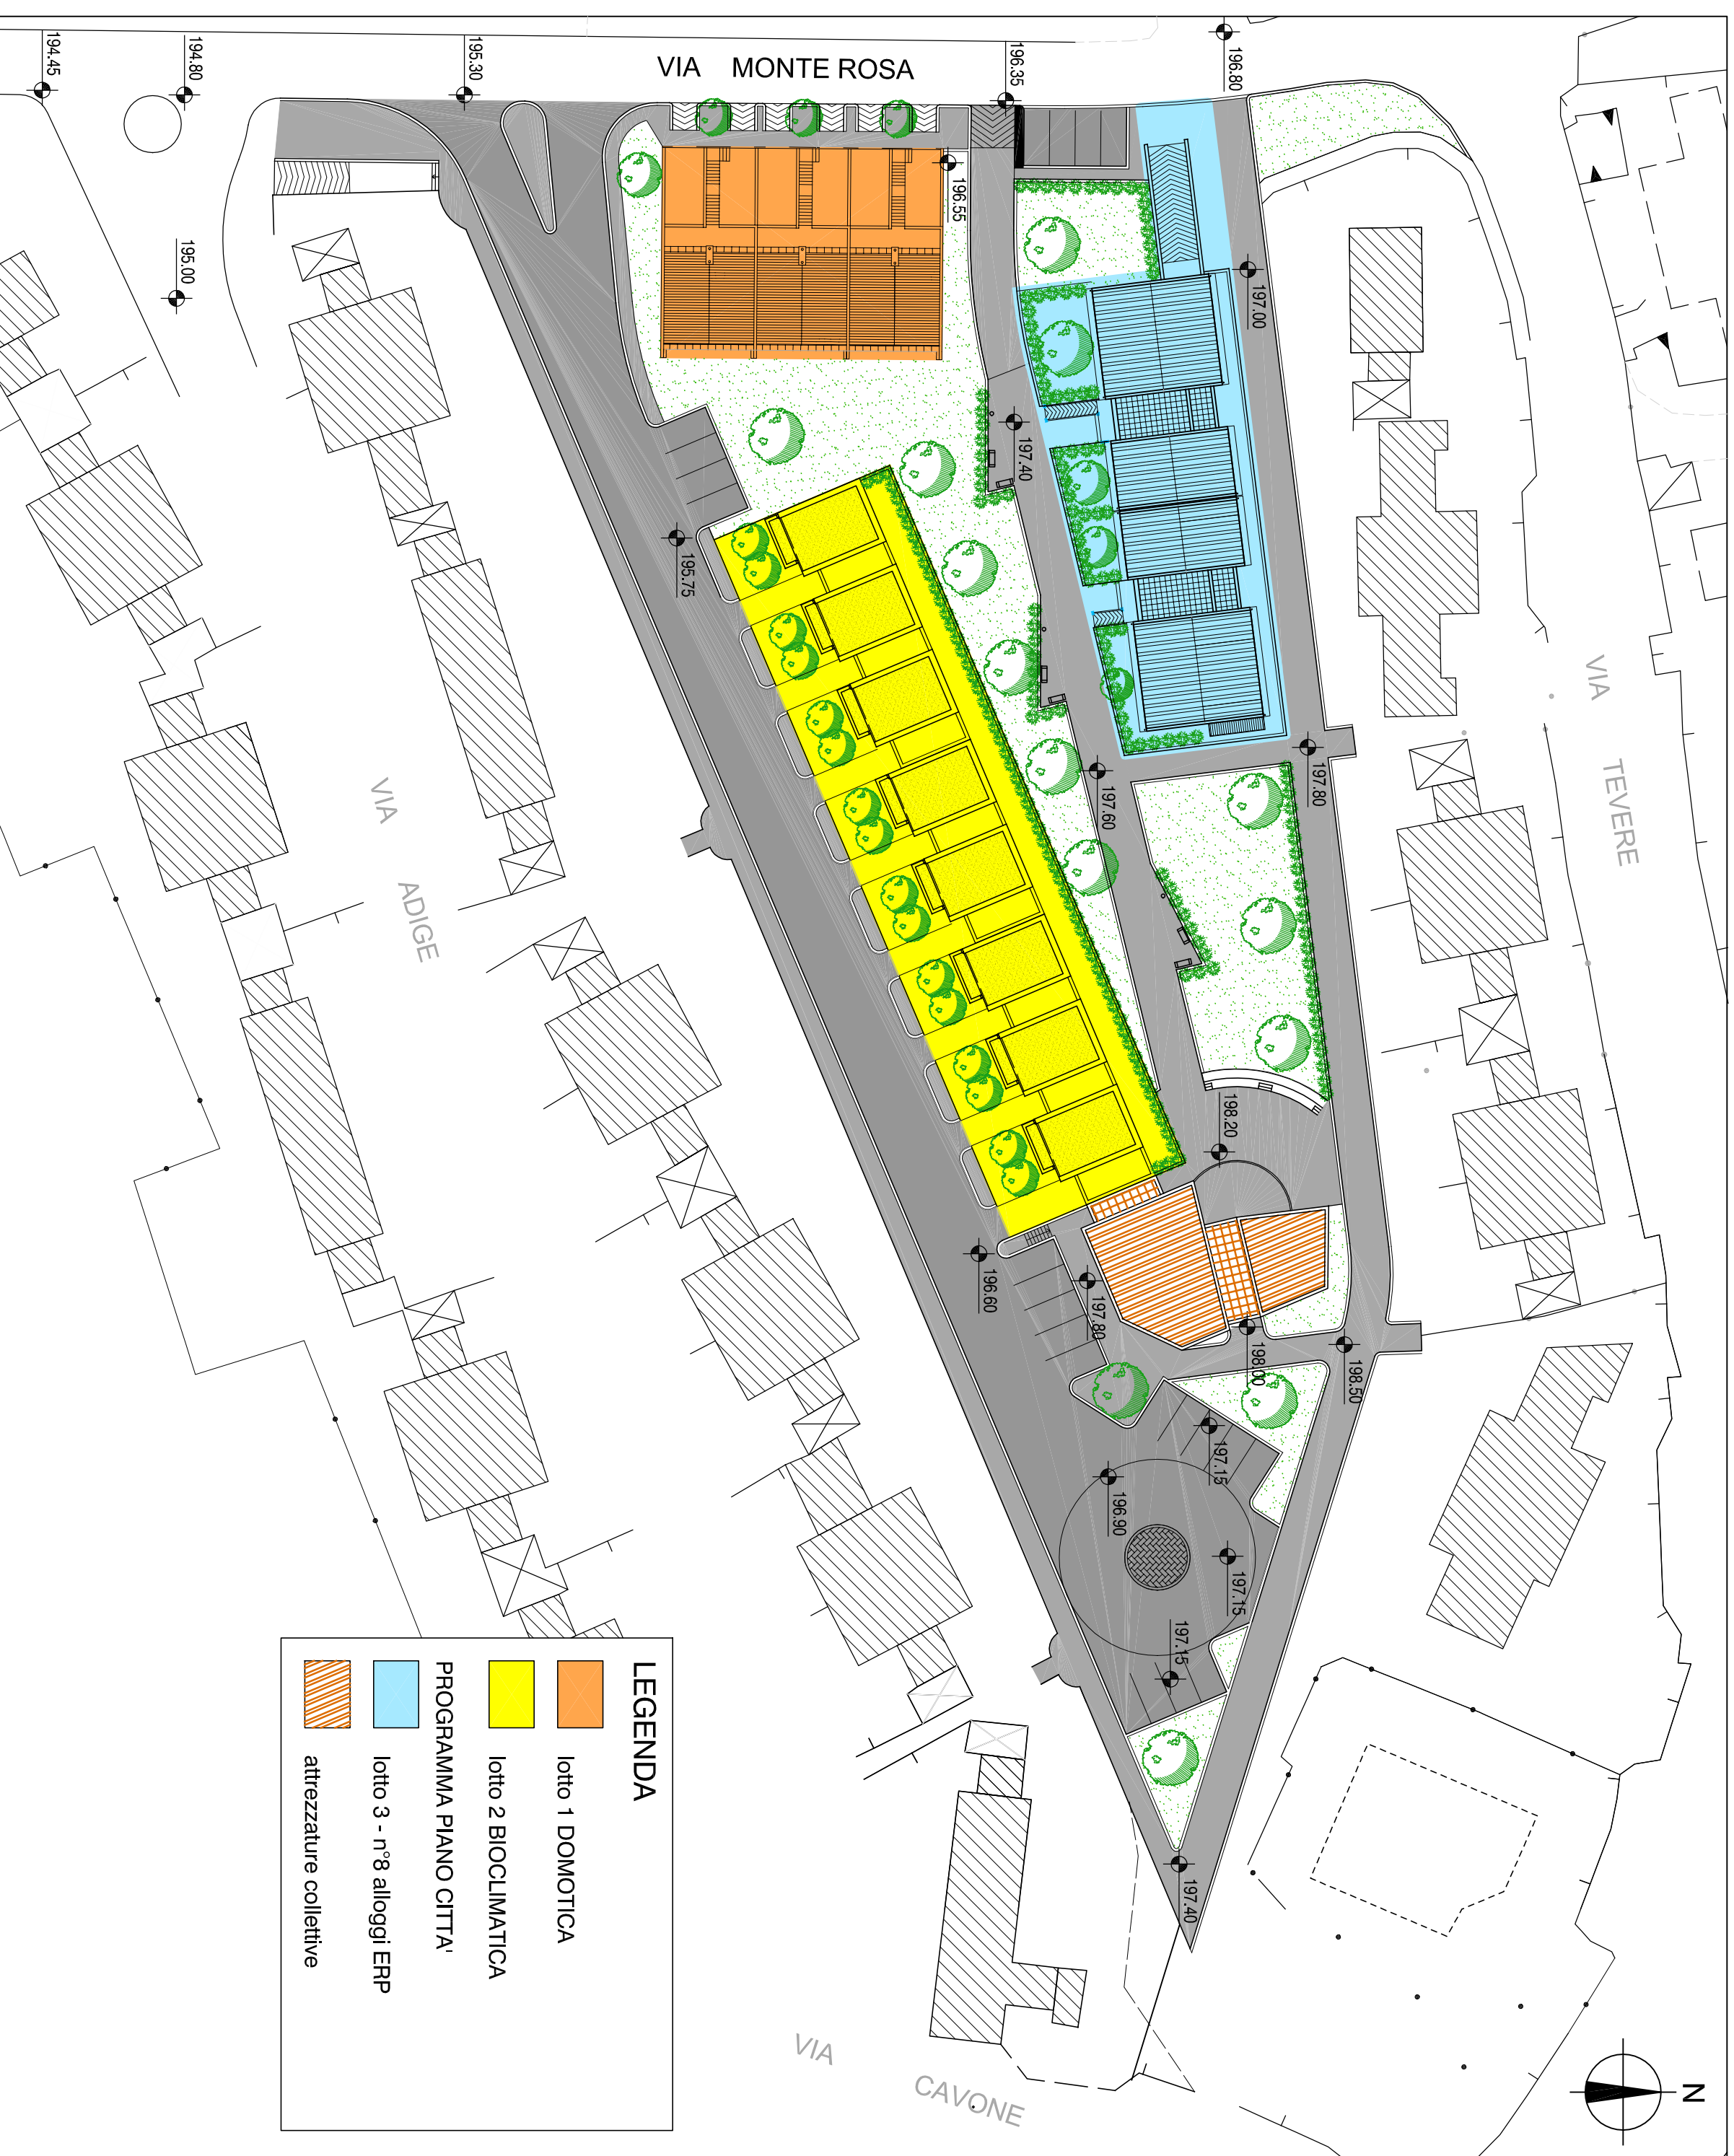 VIA MONTE ROSA
194.45
194.80
195.00
195.30
196.35
196.80
196.55
197.00
197.40
195.75
197.60
197.80
VIA TEVERE
VIA ADIGE
198.20
196.60
197.80
198.00
198.50
197.15
196.90
197.15
197.15
197.40
VIA CAVONE
N
LEGENDA
lotto 1 DOMOTICA
lotto 2 BIOCLIMATICA
PROGRAMMA PIANO CITTA'
lotto 3 - n°8 alloggi ERP
attrezzature collettive